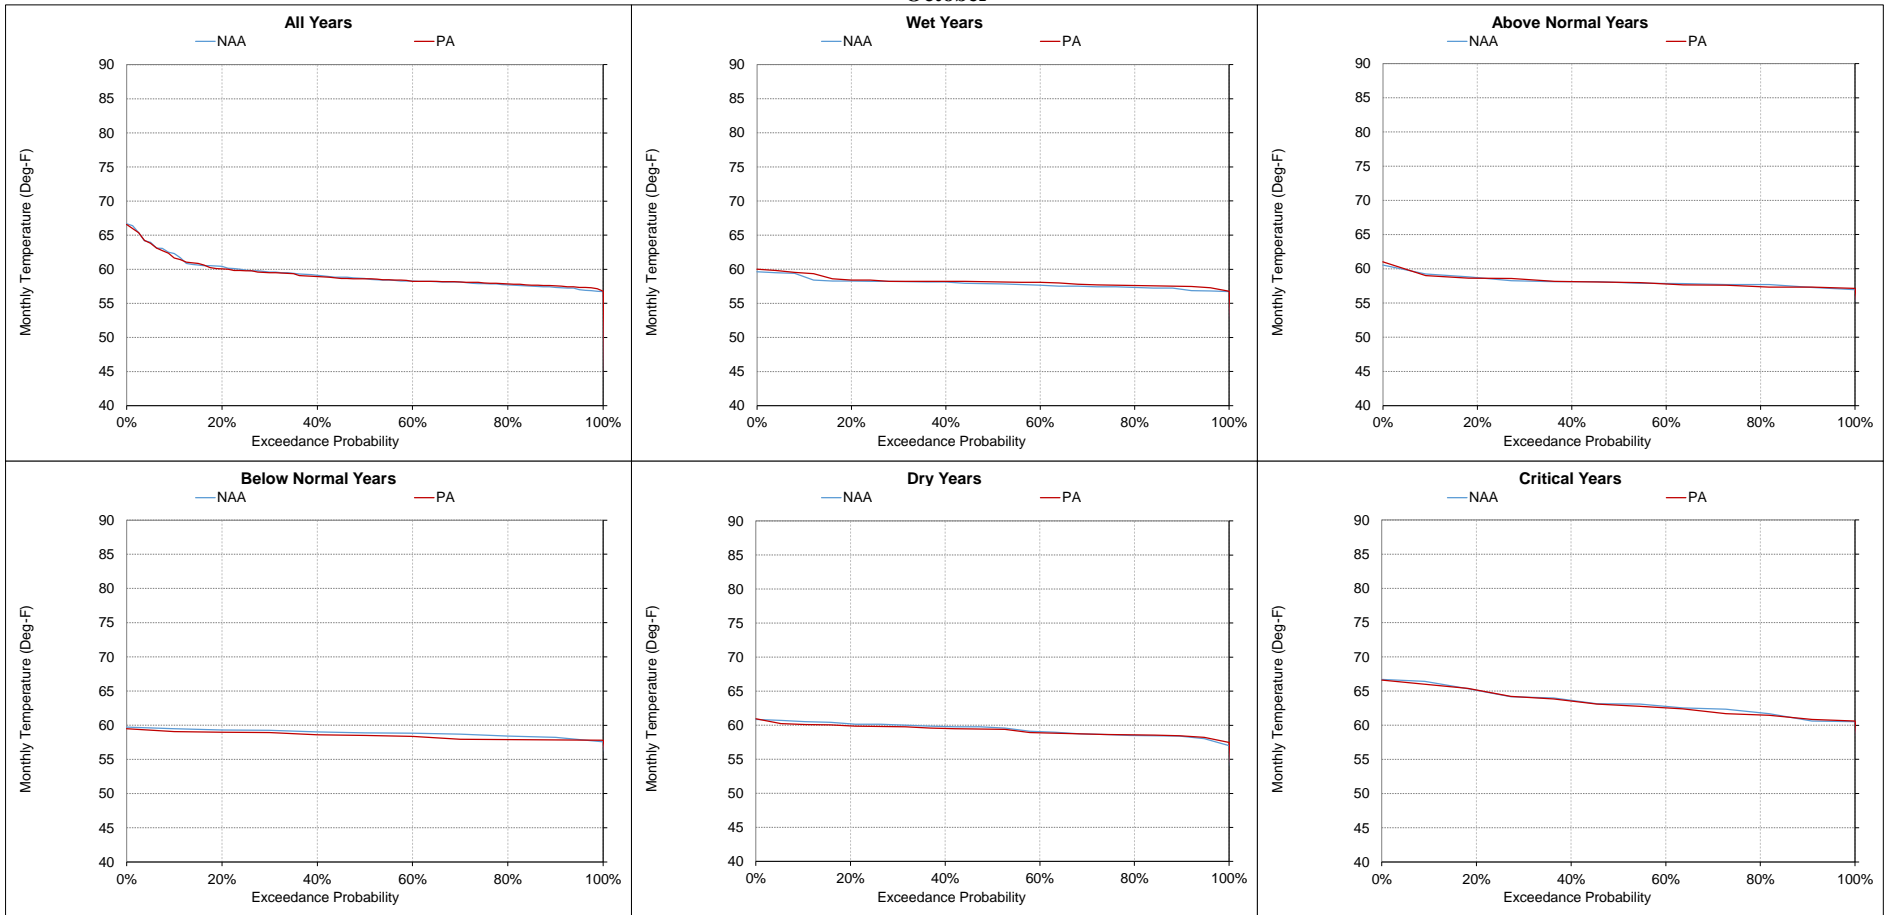 All Years
NAA PA
90
85
80
75
70
65
60
55
50
45
40
Monthly Temperature (Deg-F)
0% 20% 40% 60% 80% 100%
Exceedance Probability
Wet Years
NAA PA
90
85
80
75
70
65
60
55
50
45
40
Monthly Temperature (Deg-F)
0% 20% 40% 60% 80% 100%
Exceedance Probability
Above Normal Years
NAA PA
90
85
80
75
70
65
60
55
50
45
40
Monthly Temperature (Deg-F)
0% 20% 40% 60% 80% 100%
Exceedance Probability
Below Normal Years
NAA PA
90
85
80
75
70
65
60
55
50
45
40
Monthly Temperature (Deg-F)
0% 20% 40% 60% 80% 100%
Exceedance Probability
Dry Years
NAA PA
90
85
80
75
70
65
60
55
50
45
40
Monthly Temperature (Deg-F)
0% 20% 40% 60% 80% 100%
Exceedance Probability
Critical Years
NAA PA
90
85
80
75
70
65
60
55
50
45
40
Monthly Temperature (Deg-F)
0% 20% 40% 60% 80% 100%
Exceedance Probability